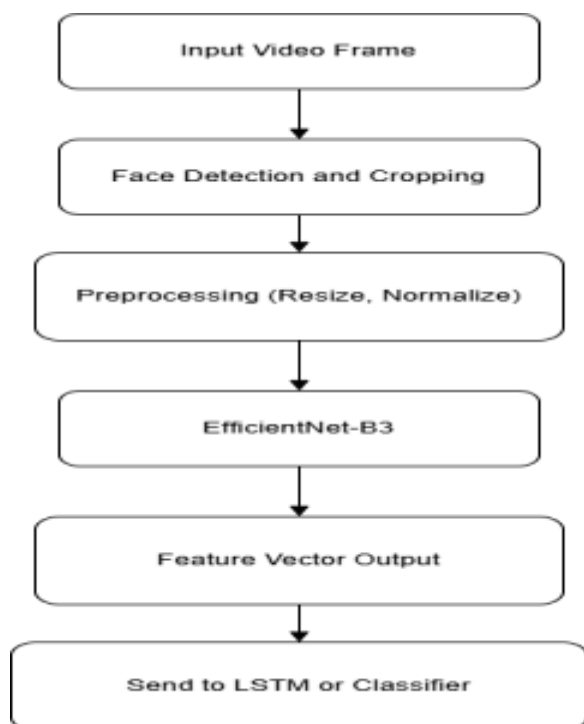 Input Video Frame
Face Detection and Cropping
Preprocessing (Resize, Normalize)
EfficientNet-B3
Feature Vector Output
Send to LSTM or Classifier